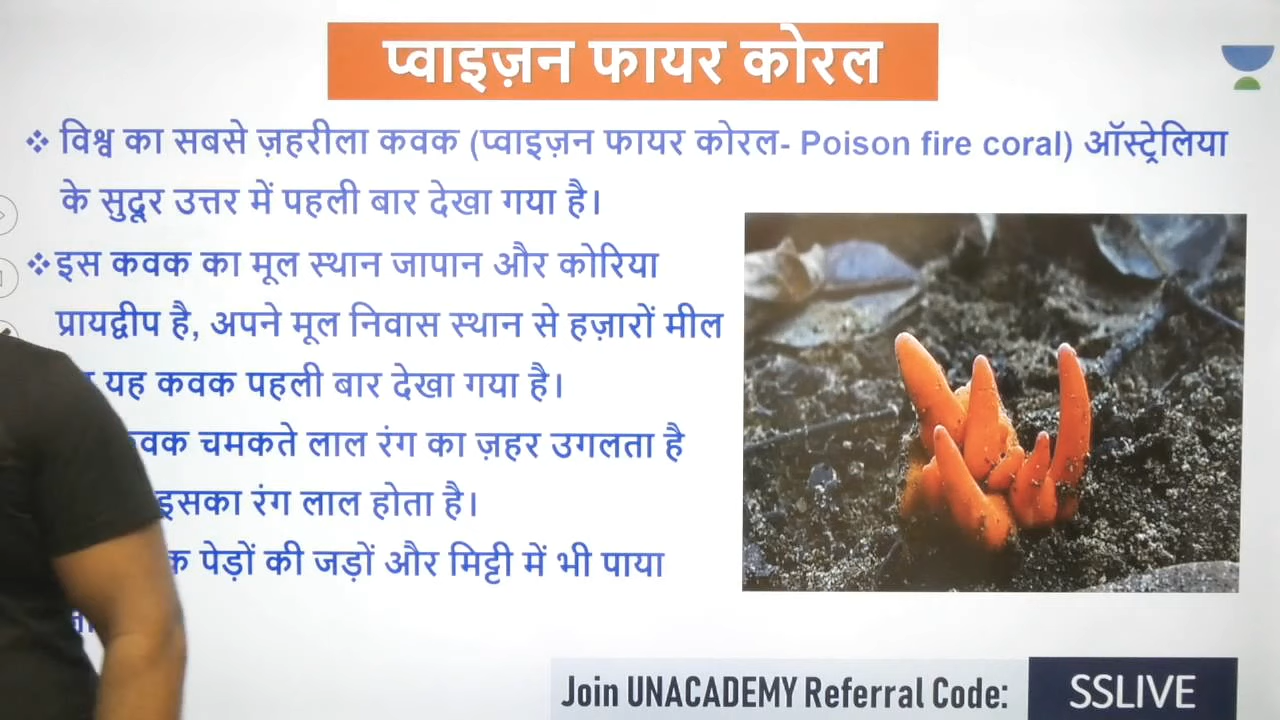 प्वाइज़न फायर कोरल
❖ विश्व का सबसे ज़हरीला कवक (प्वाइज़न फायर कोरल- Poison fire coral) ऑस्ट्रेलिया
के सुदूर उत्तर में पहली बार देखा गया है।
❖ इस कवक का मूल स्थान जापान और कोरिया
प्रायद्वीप है, अपने मूल निवास स्थान से हज़ारों मील
यह कवक पहली बार देखा गया है।
चमकते लाल रंग का ज़हर उगलता है
इसका रंग लाल होता है।
पेड़ों की जड़ों और मिट्टी में भी पाया
Join UNACADEMY Referral Code: SSLIVE